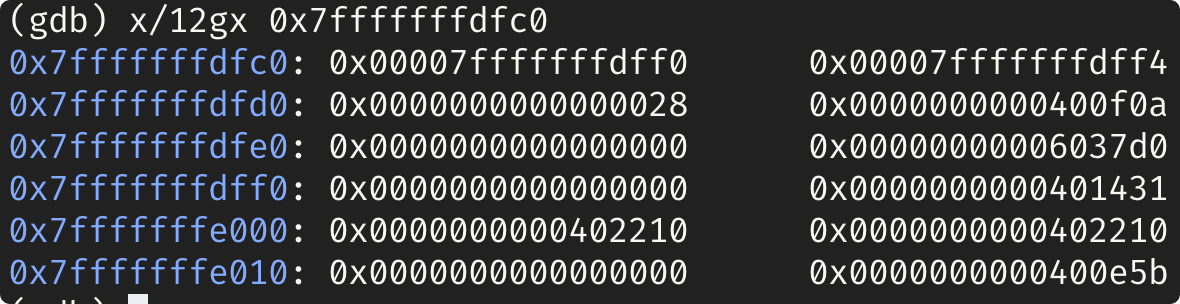 (gdb) x/12gx 0x7fffffffdfc0
0x7fffffffdfc0: 0x00007fffffffdff0 0x00007fffffffdff4
0x7fffffffdfd0: 0x0000000000000028 0x0000000000400f0a
0x7fffffffdfe0: 0x0000000000000000 0x00000000006037d0
0x7fffffffdff0: 0x0000000000000000 0x0000000000401431
0x7fffffffe000: 0x0000000000402210 0x0000000000402210
0x7fffffffe010: 0x0000000000000000 0x0000000000400e5b
(gdb)